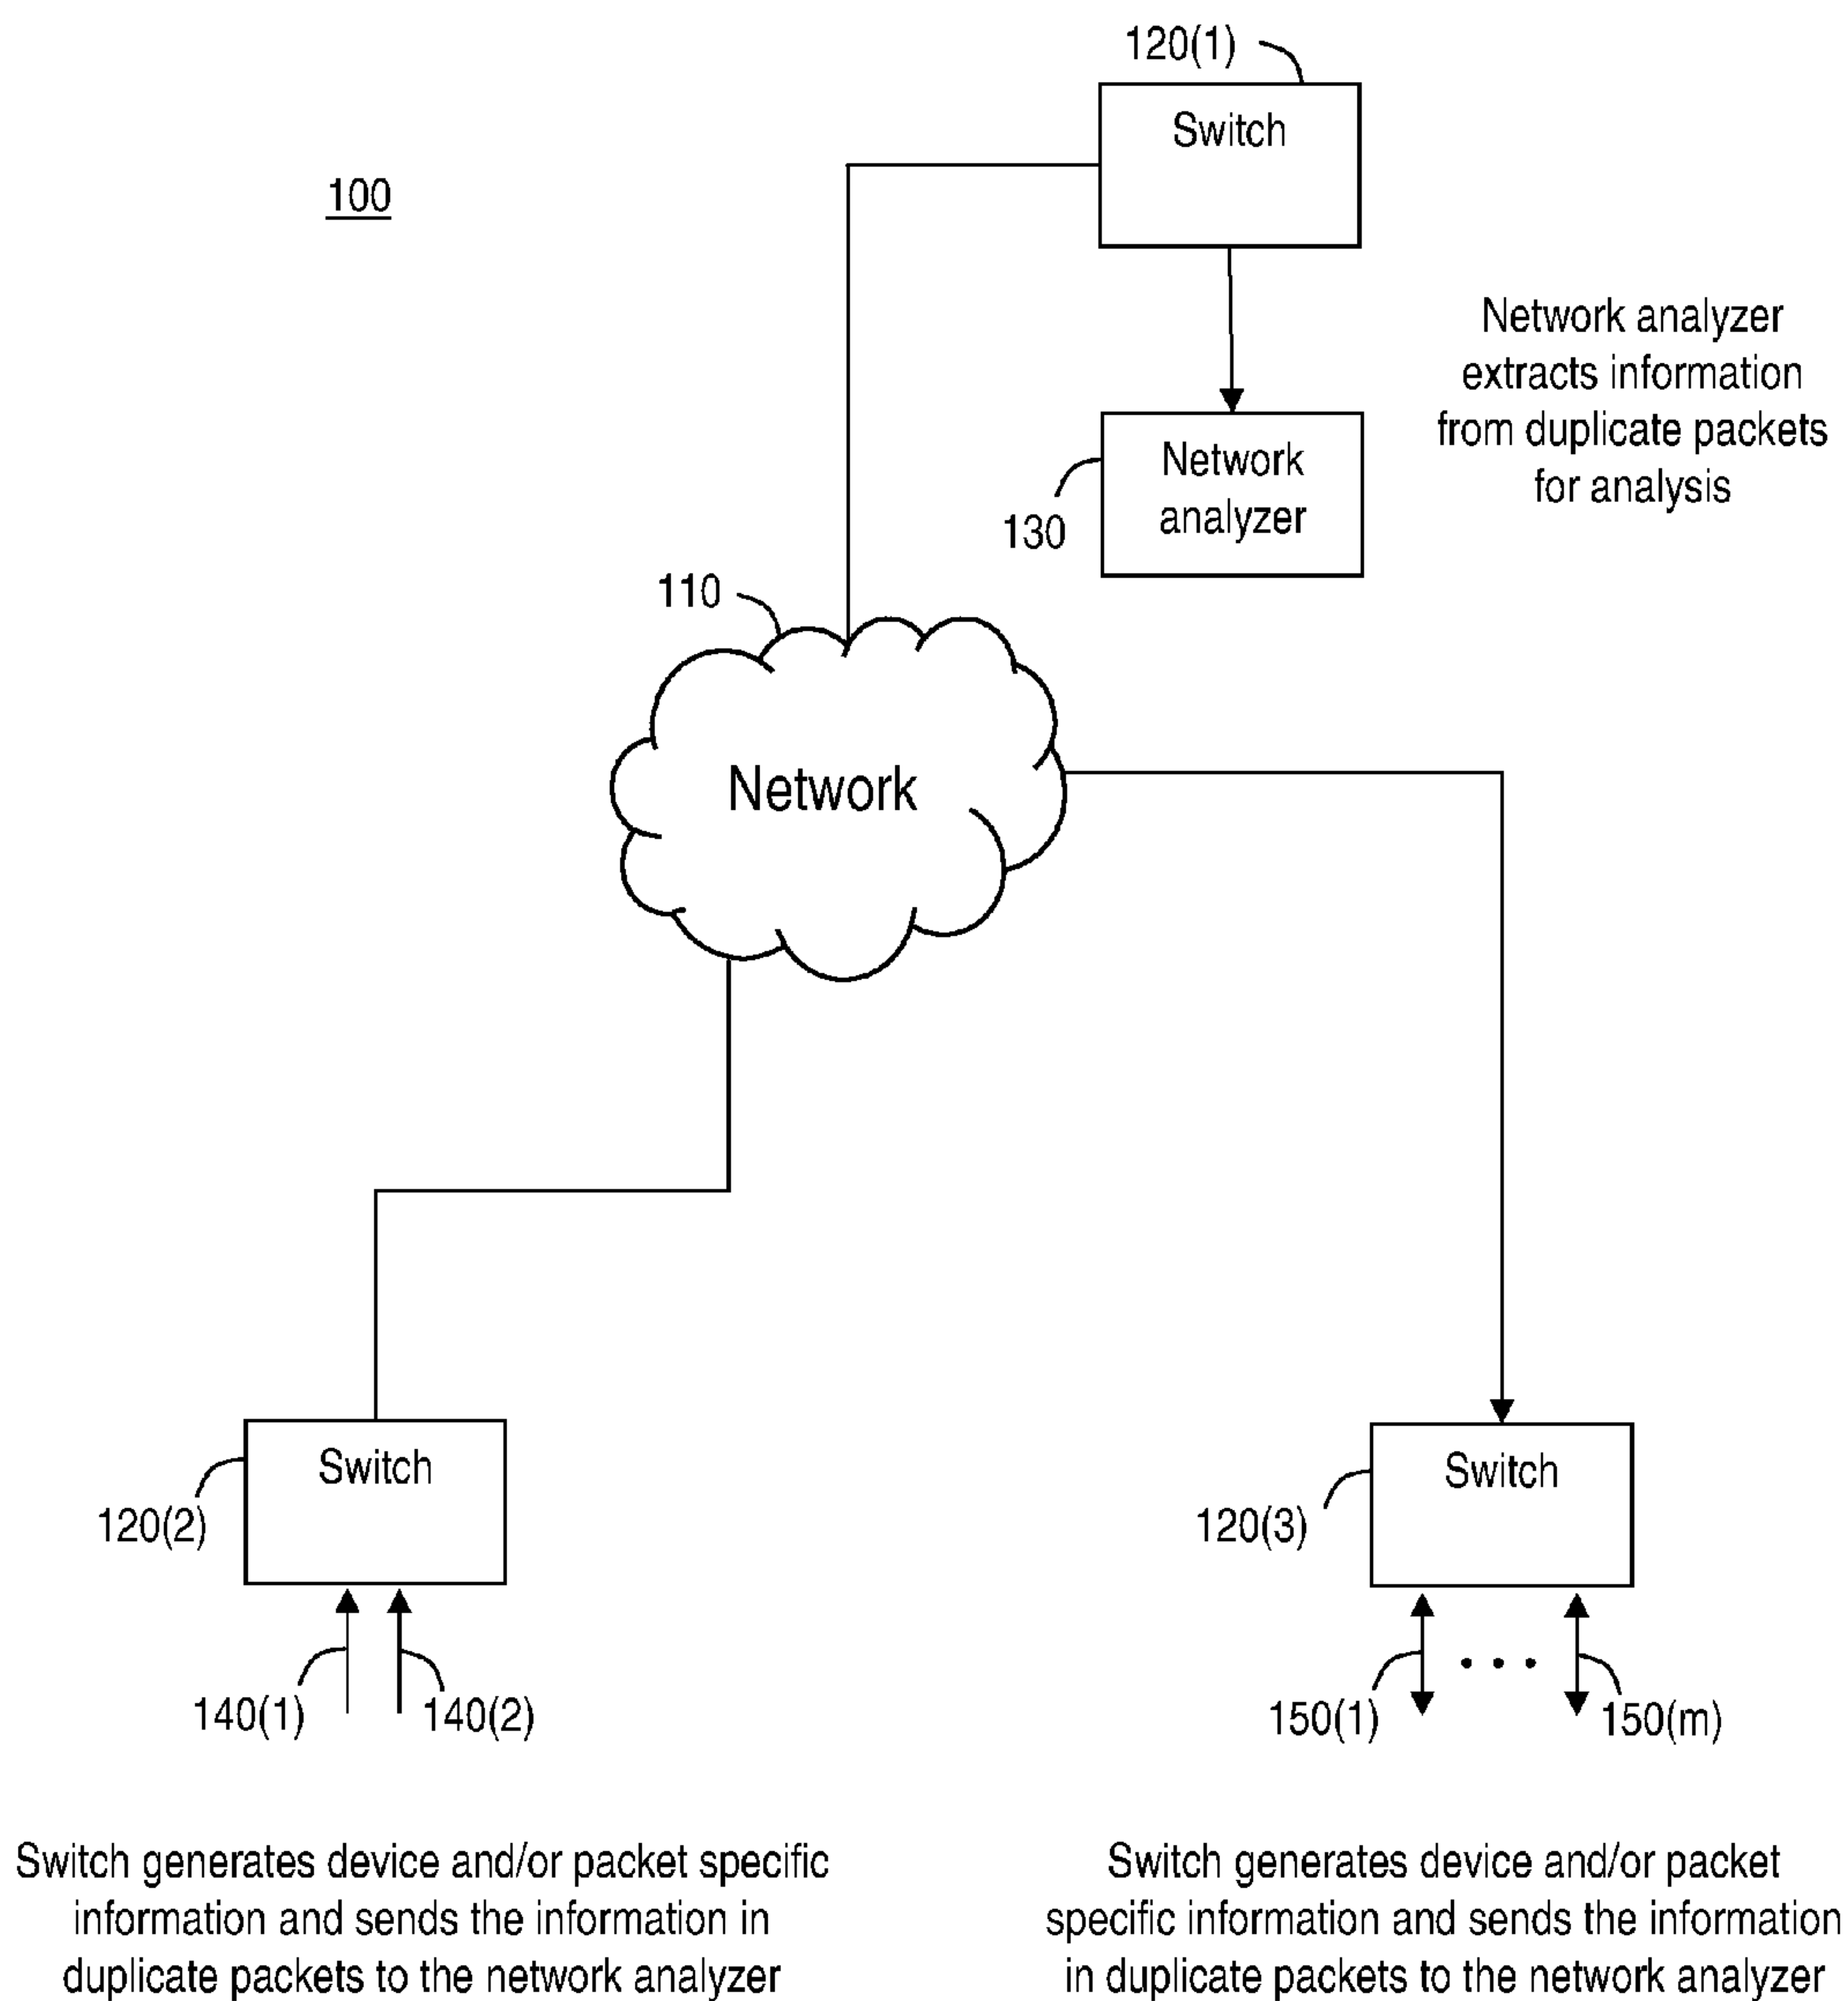 120(1)
Switch
100
Network analyzer
extracts information
from duplicate packets
for analysis
Network
analyzer
130
110
Network
Switch
120(2)
Switch
120(3)
140(1)
140(2)
150(1)
• • •
150(m)
Switch generates device and/or packet specific
information and sends the information in
duplicate packets to the network analyzer
Switch generates device and/or packet
specific information and sends the information
in duplicate packets to the network analyzer